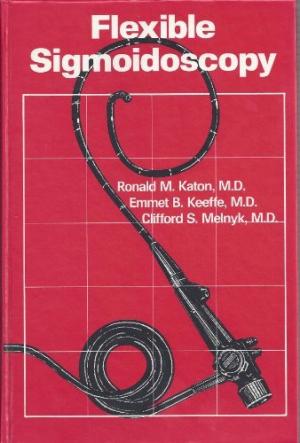 Flexible
Sigmoidoscopy
Ronald M. Katon, M.D.
Emmet B. Keeffe, M.D.
Clifford S. Melnyk, M.D.